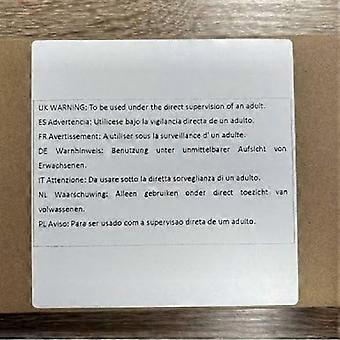 UK WARNING: To be used under the direct supervision of an adult.
ES Advertencia: Utilicese bajo la vigilancia directa de un adulto.
FR Avertissement: A utiliser sous la surveillance d' un adulte.
DE Warnhinweis: Benutzung unter unmittelbarer Aufsicht von
Erwachsenen.
IT Attenzione: Da usare sotto la diretta sorveglianza di un adulto.
NL Waarschuwing: Alleen gebruiken onder direct toezicht van
volwassenen.
PL Aviso: Para ser usado com a supervisao direta de um adulto.